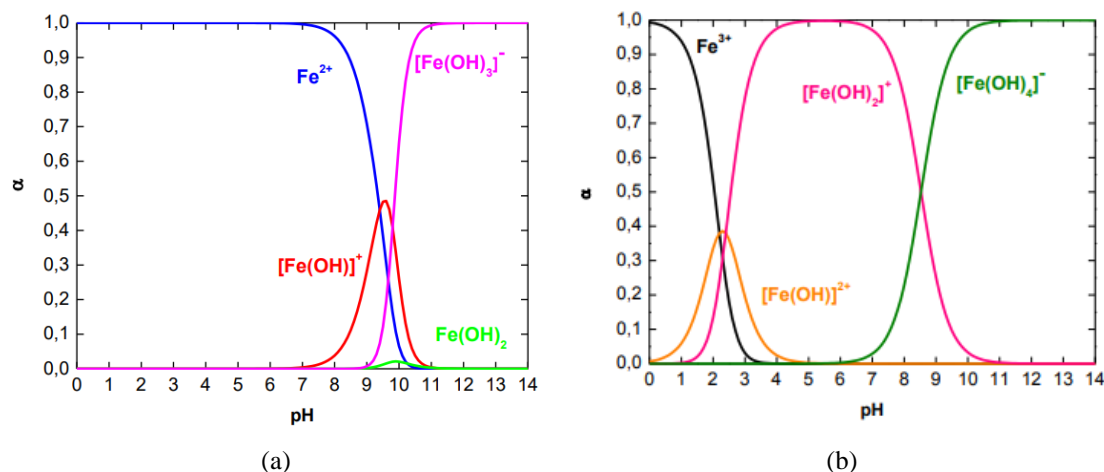 1,0
0,9
0,8
0,7
0,6
0,5
0,4
0,3
0,2
0,1
0,0
α
Fe²⁺
[Fe(OH)₃]⁻
[Fe(OH)]⁺
Fe(OH)₂
0 1 2 3 4 5 6 7 8 9 10 11 12 13 14
pH
(a)
1,0
0,9
0,8
0,7
0,6
0,5
0,4
0,3
0,2
0,1
0,0
α
Fe³⁺
[Fe(OH)₂]⁺
[Fe(OH)₄]⁻
[Fe(OH)]²⁺
0 1 2 3 4 5 6 7 8 9 10 11 12 13 14
pH
(b)